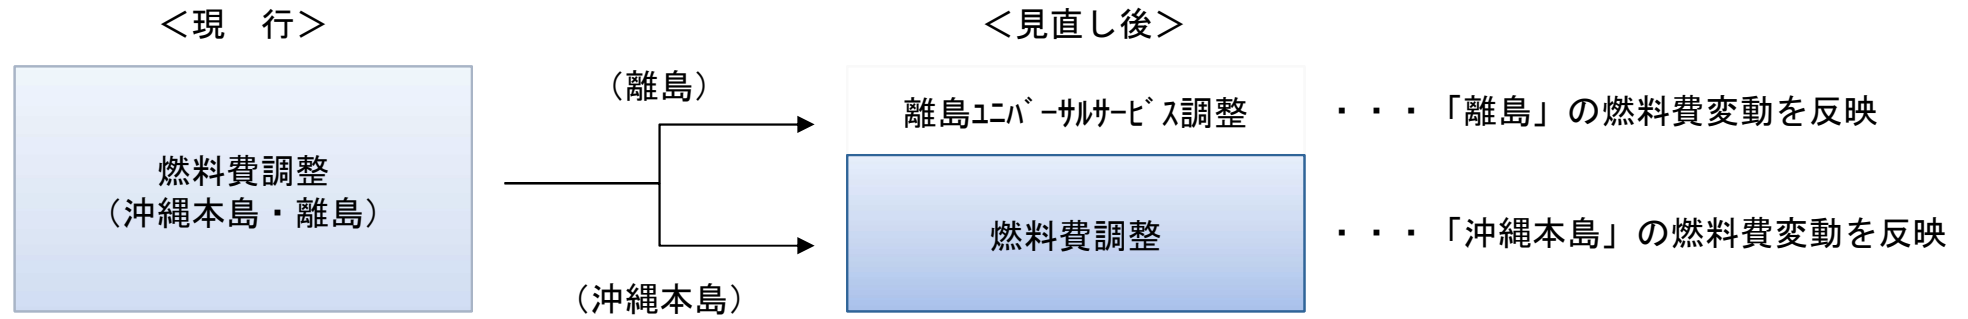 ＜現　行＞
燃料費調整
（沖縄本島・離島）
（離島）
（沖縄本島）
＜見直し後＞
離島ﾕﾆﾊﾞｰｻﾙｻｰﾋﾞｽ調整
・・・「離島」の燃料費変動を反映
燃料費調整
・・・「沖縄本島」の燃料費変動を反映